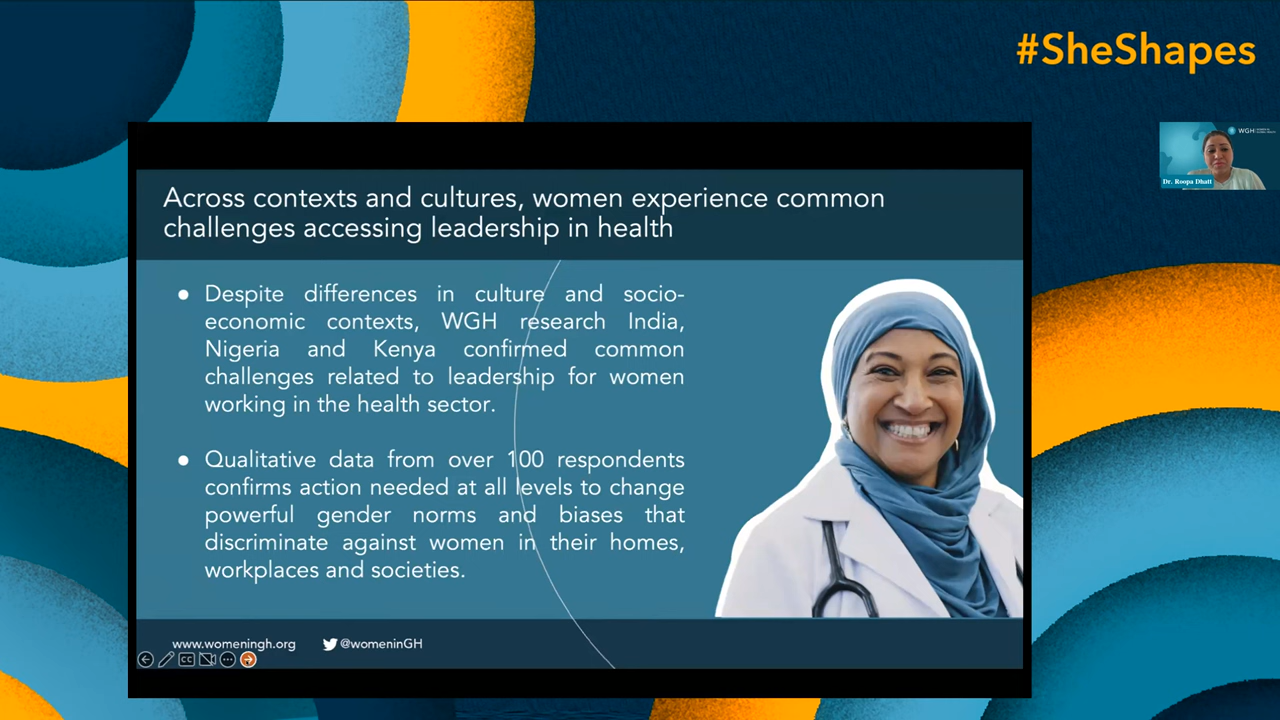 #SheShapes
WGH
Dr. Roopa Dhatt
Across contexts and cultures, women experience common
challenges accessing leadership in health
● Despite differences in culture and socio-
economic contexts, WGH research India,
Nigeria and Kenya confirmed common
challenges related to leadership for women
working in the health sector.
● Qualitative data from over 100 respondents
confirms action needed at all levels to change
powerful gender norms and biases that
discriminate against women in their homes,
workplaces and societies.
www.womeningh.org
@womeninGH
CC